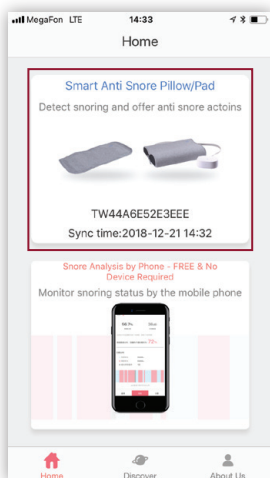 MegaFon LTE 14:33
Home
Smart Anti Snore Pillow/Pad
Detect snoring and offer anti snore actoins
TW44A6E52E3EEE
Sync time:2018-12-21 14:32
Snore Analysis by Phone - FREE & No
Device Required
Monitor snoring status by the mobile phone
Home Discover About Us